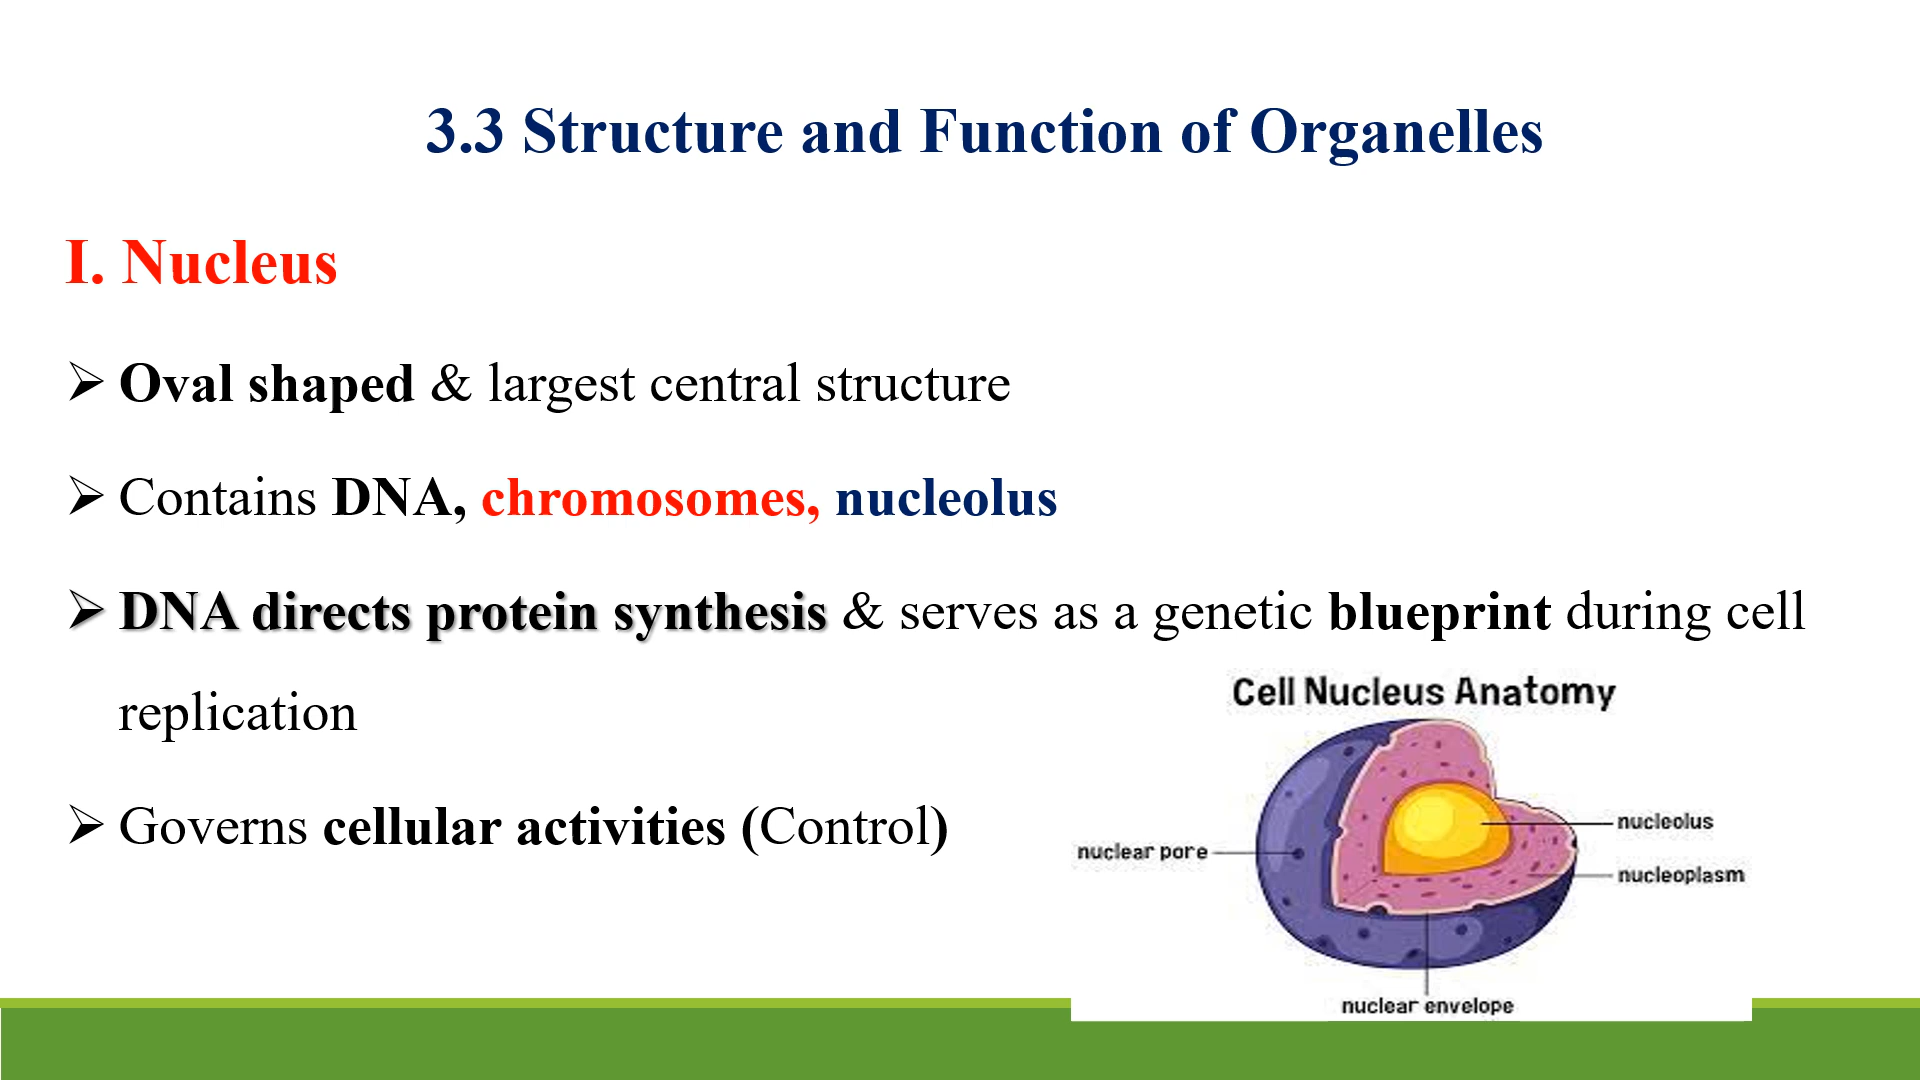 3.3 Structure and Function of Organelles
I. Nucleus
➢ Oval shaped & largest central structure
➢ Contains DNA, chromosomes, nucleolus
➢ DNA directs protein synthesis & serves as a genetic blueprint during cell
replication
➢ Governs cellular activities (Control)
Cell Nucleus Anatomy
nucleolus
nuclear pore
nucleoplasm
nuclear envelope